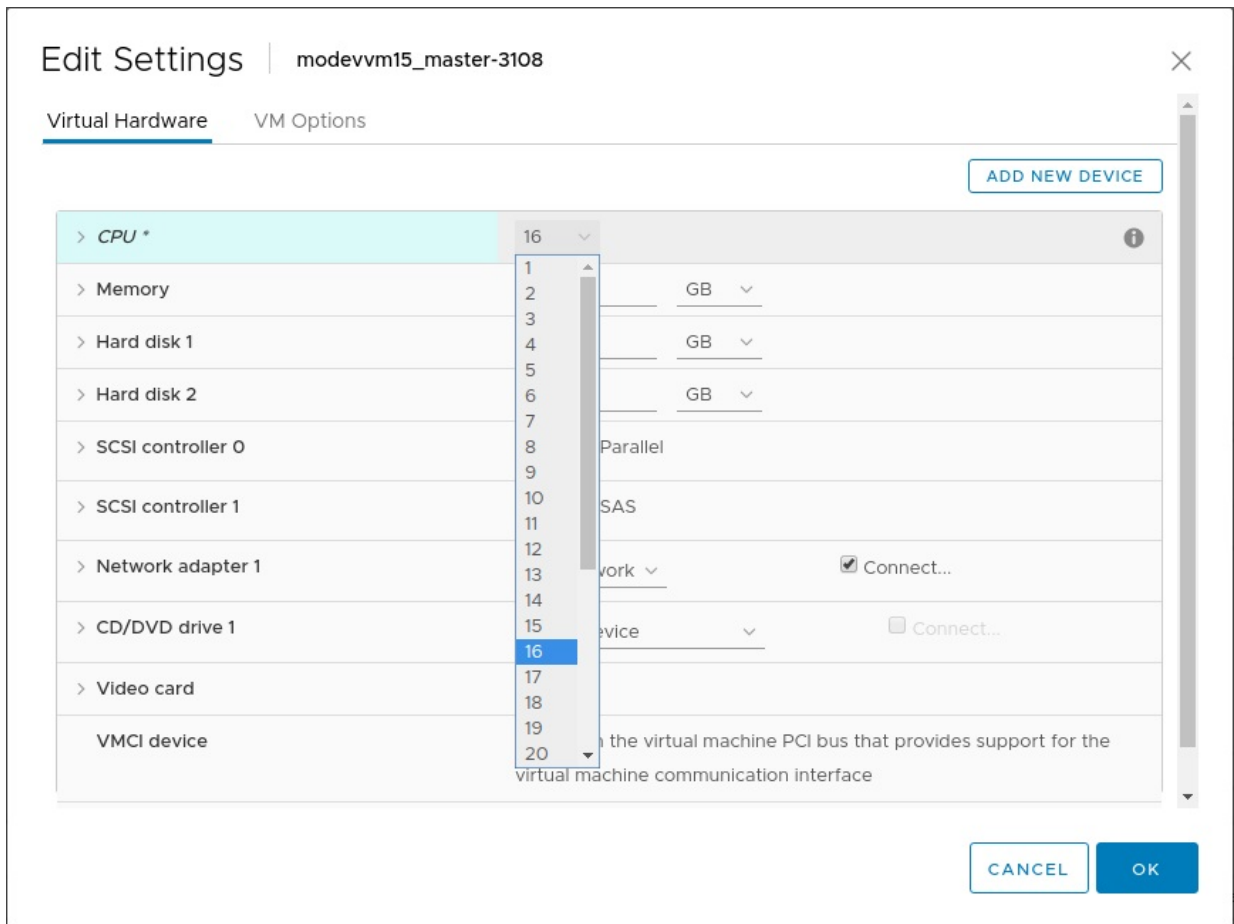 Edit Settings modevvm15_master-3108
Virtual Hardware VM Options
ADD NEW DEVICE
> CPU * 16
1
2
3
4
5
6
7
8
9
10
11
12
13
14
15
16
17
18
19
20
> Memory GB
> Hard disk 1 GB
> Hard disk 2 GB
> SCSI controller 0 Parallel
> SCSI controller 1 SAS
> Network adapter 1 Connect...
> CD/DVD drive 1 Connect...
> Video card
VMCI device the virtual machine PCI bus that provides support for the
virtual machine communication interface
CANCEL OK